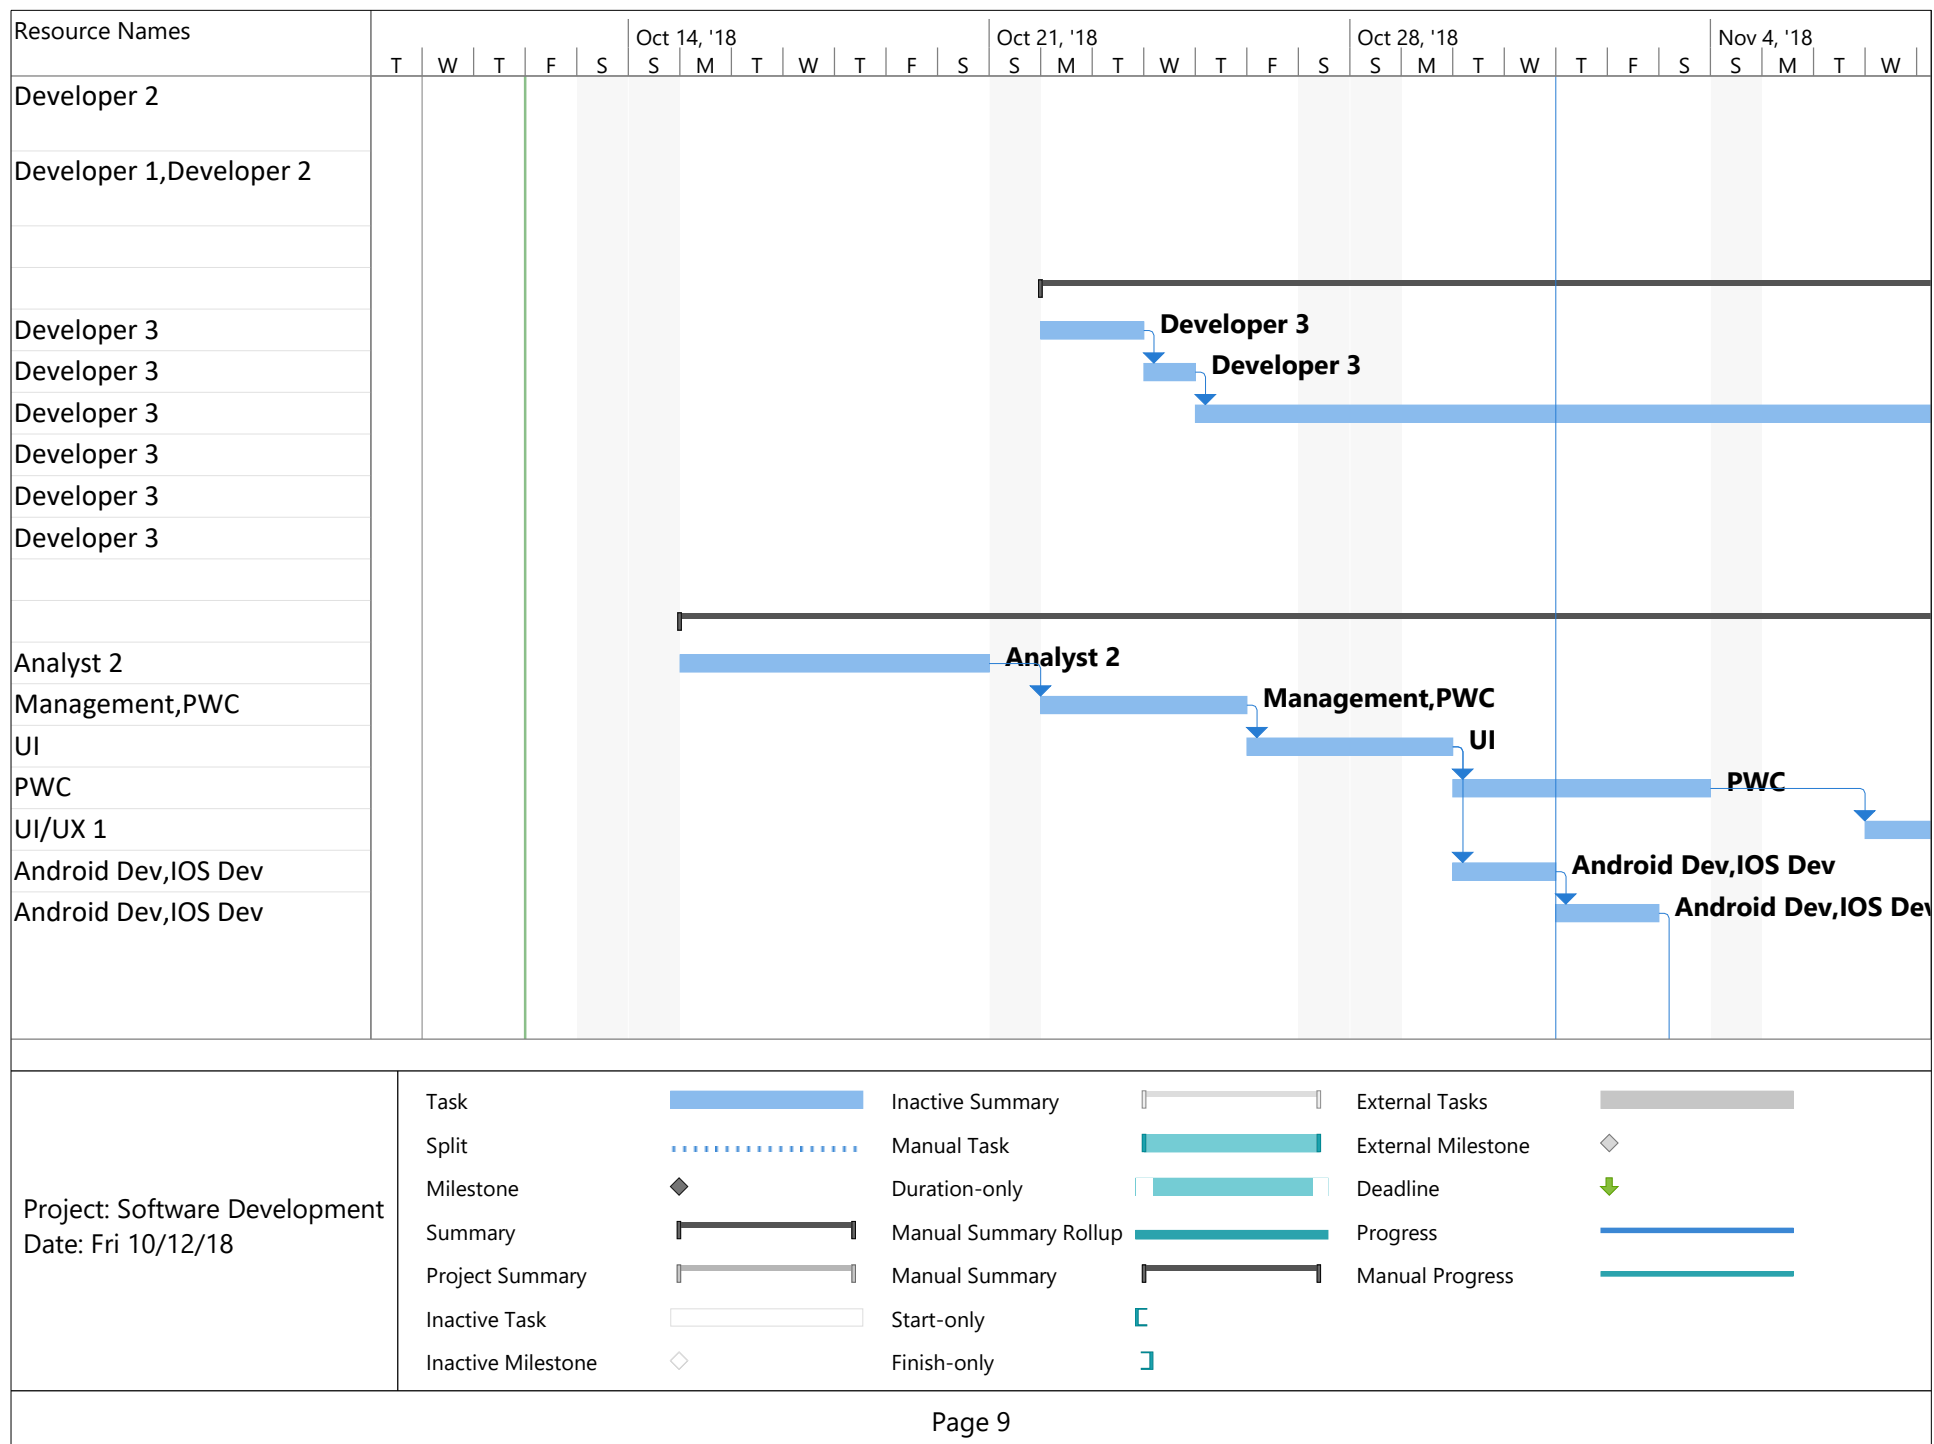 Resource Names
Oct 14, '18 Oct 21, '18 Oct 28, '18 Nov 4, '18
T W T F S S M T W T F S S M T W T F S S M T W T F S S M T W
Developer 2
Developer 1,Developer 2
Developer 3 Developer 3
Developer 3 Developer 3
Developer 3
Developer 3
Developer 3
Developer 3
Analyst 2 Analyst 2
Management,PWC Management,PWC
UI UI
PWC PWC
UI/UX 1
Android Dev,IOS Dev Android Dev,IOS Dev
Android Dev,IOS Dev Android Dev,IOS Dev
Project: Software Development
Date: Fri 10/12/18
Task Inactive Summary External Tasks
Split Manual Task External Milestone
Milestone Duration-only Deadline
Summary Manual Summary Rollup Progress
Project Summary Manual Summary Manual Progress
Inactive Task Start-only
Inactive Milestone Finish-only
Page 9